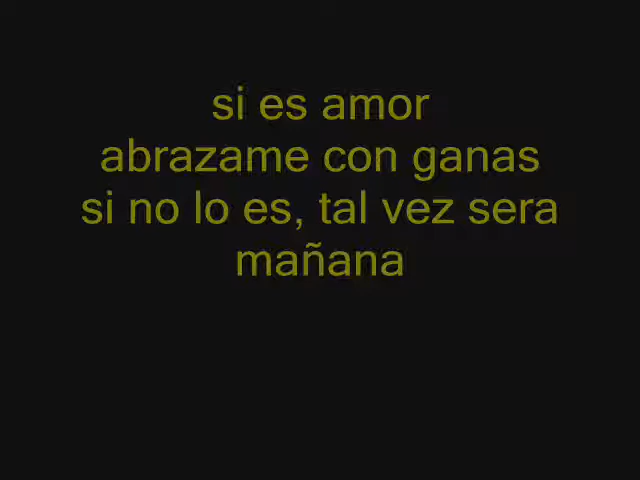 si es amor
abrazame con ganas
si no lo es, tal vez sera
mañana